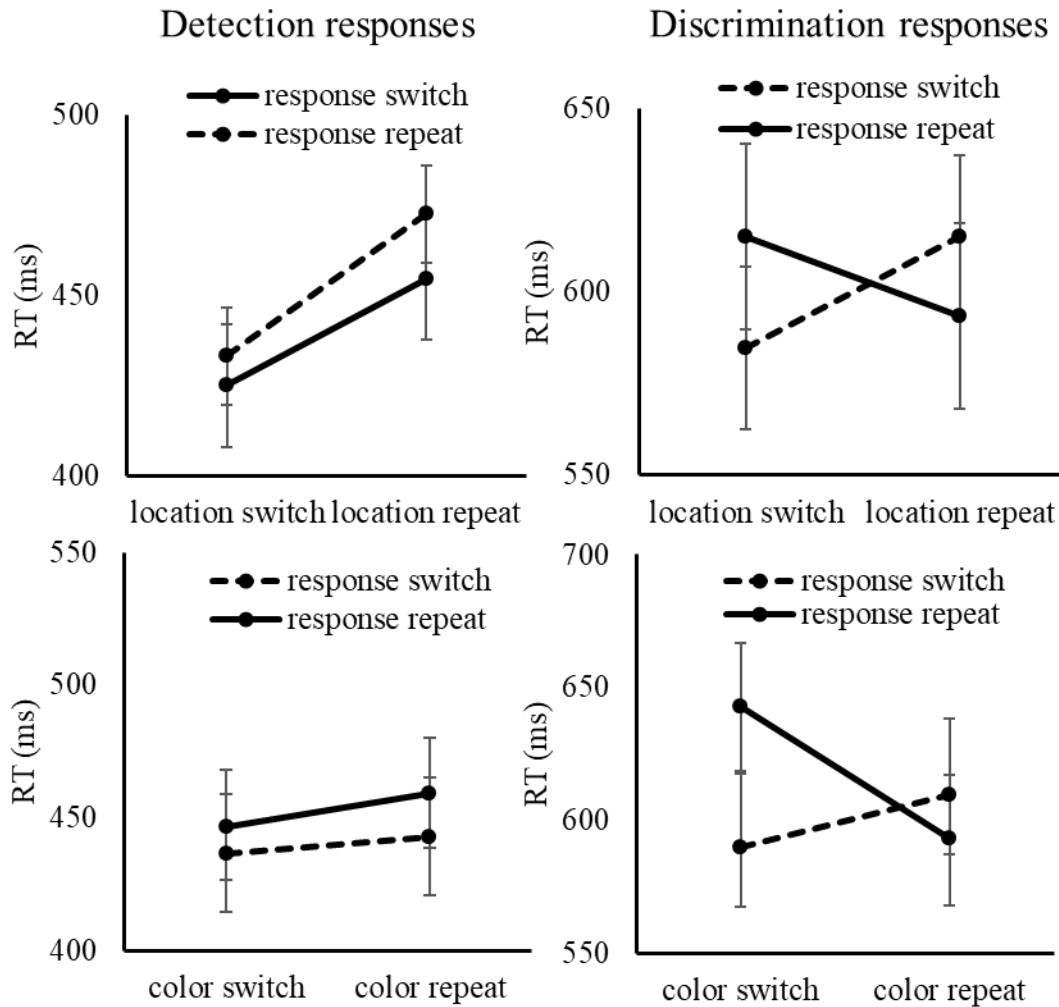 Detection responses
Discrimination responses
response switch
response repeat
500
450
400
RT (ms)
location switch location repeat
response switch
response repeat
650
600
550
RT (ms)
location switch location repeat
response switch
response repeat
550
500
450
400
RT (ms)
color switch color repeat
response switch
response repeat
700
650
600
550
RT (ms)
color switch color repeat